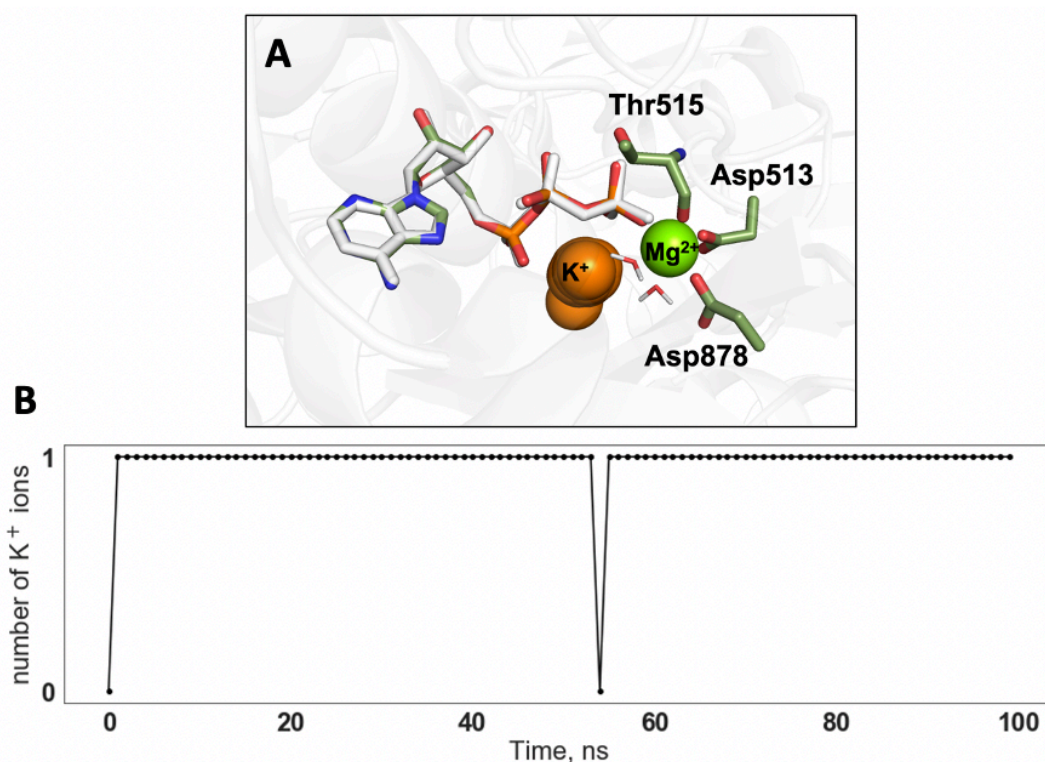 A
Thr515
Asp513
Mg²⁺
K⁺
Asp878
B
number of K⁺ ions
1
0
0 20 40 60 80 100
Time, ns